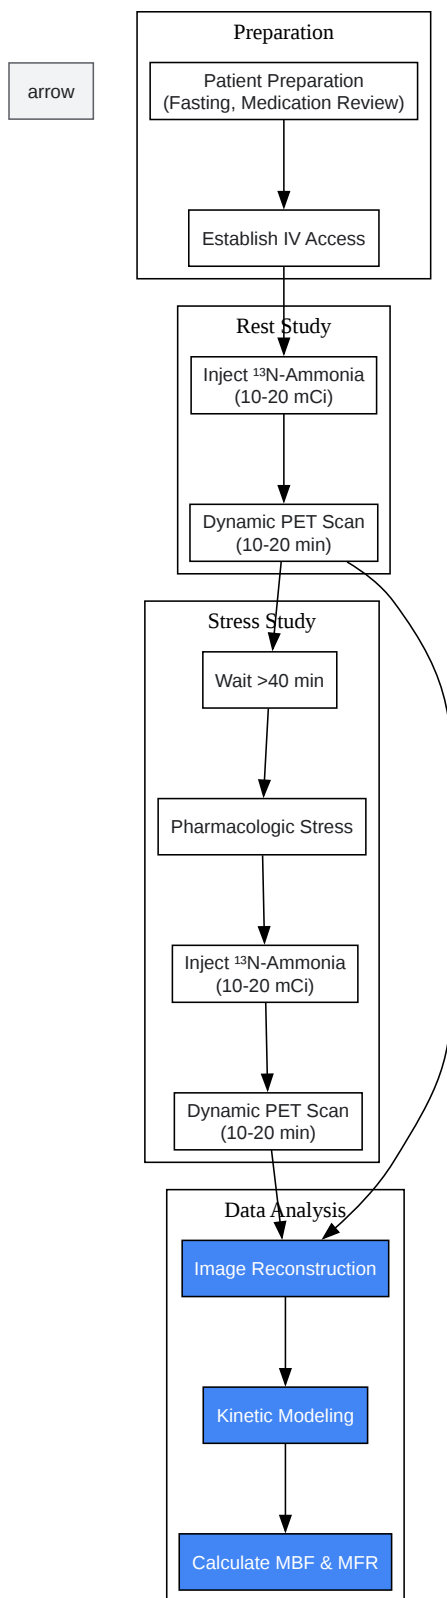 Preparation
arrow
Patient Preparation
(Fasting, Medication Review)
Establish IV Access
Rest Study
Inject ¹³N-Ammonia
(10-20 mCi)
Dynamic PET Scan
(10-20 min)
Stress Study
Wait >40 min
Pharmacologic Stress
Inject ¹³N-Ammonia
(10-20 mCi)
Dynamic PET Scan
(10-20 min)
Data Analysis
Image Reconstruction
Kinetic Modeling
Calculate MBF & MFR